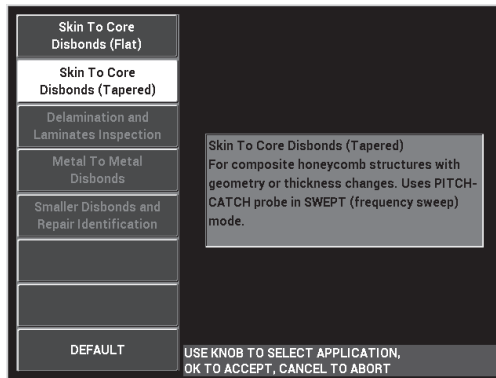 Skin To Core
Disbonds (Flat)
Skin To Core
Disbonds (Tapered)
Delamination and
Laminates Inspection
Metal To Metal
Disbonds
Smaller Disbonds and
Repair Identification
DEFAULT
Skin To Core Disbonds (Tapered)
For composite honeycomb structures with
geometry or thickness changes. Uses PITCH-
CATCH probe in SWEPT (frequency sweep)
mode.
USE KNOB TO SELECT APPLICATION,
OK TO ACCEPT, CANCEL TO ABORT